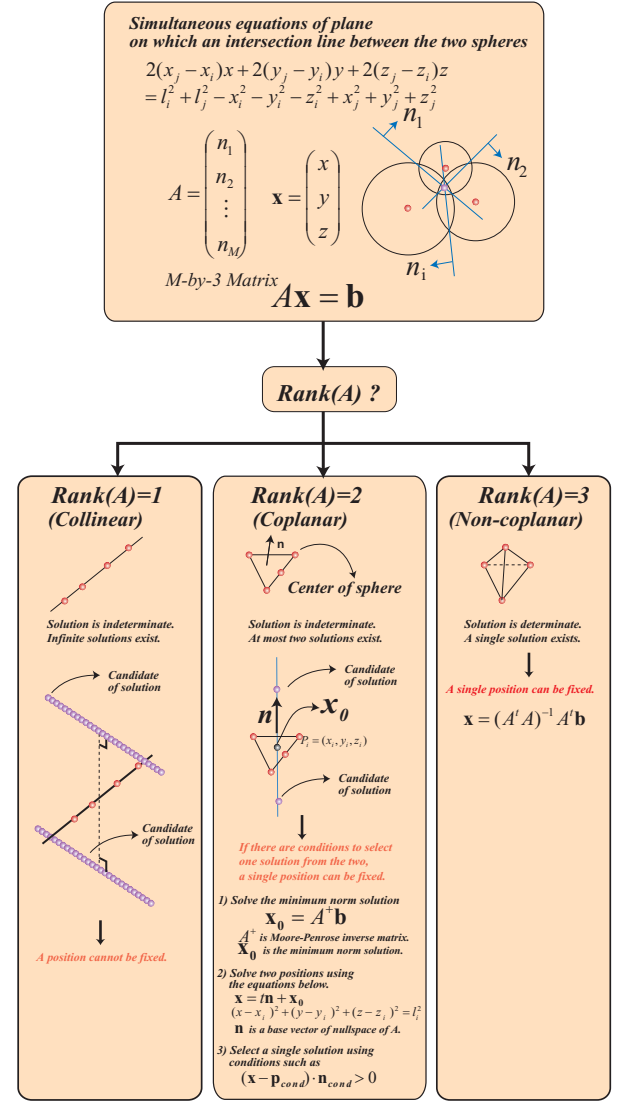 Simultaneous equations of plane
on which an intersection line between the two spheres
2(x_j − x_i)x + 2(y_j − y_i)y + 2(z_j − z_i)z
= l_i^2 + l_j^2 − x_i^2 − y_i^2 − z_i^2 + x_j^2 + y_j^2 + z_j^2
n_1
n_2
n_i
A = (n_1 n_2 ⋮ n_M)
x = (x y z)
M-by-3 Matrix
Ax = b
Rank(A) ?
Rank(A)=1
(Collinear)
Solution is indeterminate.
Infinite solutions exist.
Candidate
of solution
Candidate
of solution
A position cannot be fixed.
Rank(A)=2
(Coplanar)
n
Center of sphere
Solution is indeterminate.
At most two solutions exist.
Candidate
of solution
n
x_0
P_i = (x_i, y_i, z_i)
Candidate
of solution
If there are conditions to select
one solution from the two,
a single position can be fixed.
1) Solve the minimum norm solution
x_0 = A^+ b
A^+ is Moore-Penrose inverse matrix.
x_0 is the minimum norm solution.
2) Solve two positions using
the equations below.
x = tn + x_0
(x − x_i)^2 + (y − y_i)^2 + (z − z_i)^2 = l_i^2
n is a base vector of nullspace of A.
3) Select a single solution using
conditions such as
(x − p_cond) · n_cond > 0
Rank(A)=3
(Non-coplanar)
Solution is determinate.
A single solution exists.
A single position can be fixed.
x = (A^t A)^−1 A^t b